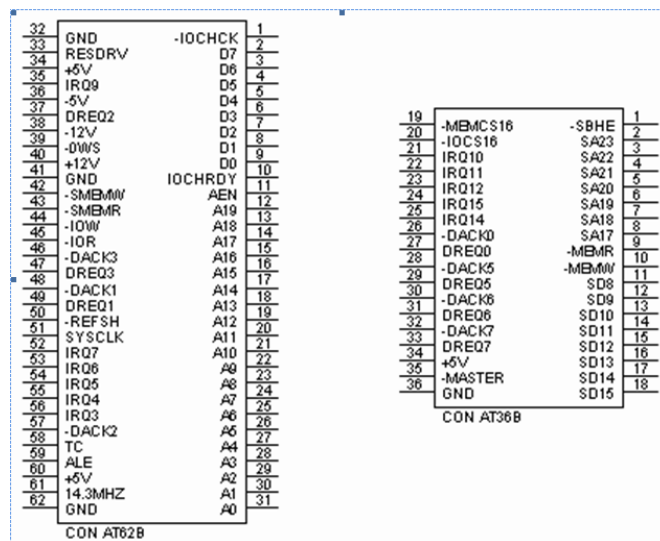 32 GND -IOCHCK 1
33 RESDRV D7 2
34 +5V D6 3
35 IRQ9 D5 4
36 -5V D4 5
37 DREQ2 D3 6
38 -12V D2 7
39 -0WS D1 8
40 +12V D0 9
41 GND IOCHRDY 10
42 -SMEMW AEN 11
43 -SMEMR A19 12
44 -IOW A18 13
45 -IOR A17 14
46 -DACK3 A16 15
47 DREQ3 A15 16
48 -DACK1 A14 17
49 DREQ1 A13 18
50 -REFSH A12 19
51 SYSCLK A11 20
52 IRQ7 A10 21
53 IRQ6 A9 22
54 IRQ5 A8 23
55 IRQ4 A7 24
56 IRQ3 A6 25
57 -DACK2 A5 26
58 TC A4 27
59 ALE A3 28
60 +5V A2 29
61 14.3MHZ A1 30
62 GND A0 31
CON AT62B
19 -MEMCS16 -SBHE 1
20 -IOCS16 SA23 2
21 IRQ10 SA22 3
22 IRQ11 SA21 4
23 IRQ12 SA20 5
24 IRQ15 SA19 6
25 IRQ14 SA18 7
26 -DACK0 SA17 8
27 DREQ0 -MEMR 9
28 -DACK5 -MEMW 10
29 DREQ5 SD8 11
30 -DACK6 SD9 12
31 DREQ6 SD10 13
32 -DACK7 SD11 14
33 DREQ7 SD12 15
34 +5V SD13 16
35 -MASTER SD14 17
36 GND SD15 18
CON AT36B